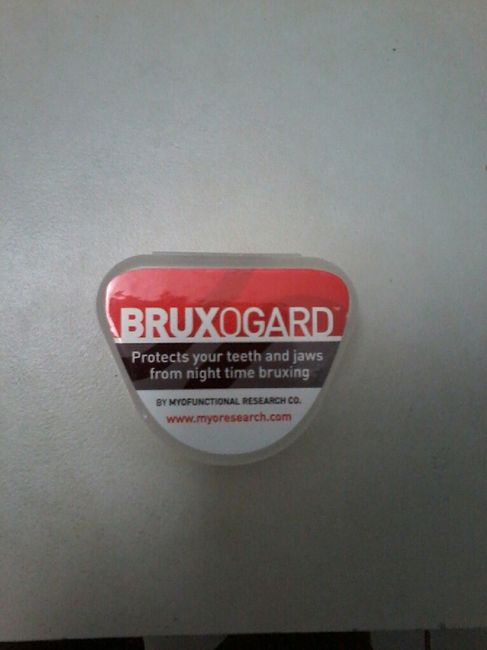 BRUXOGARD™
Protects your teeth and jaws
from night time bruxing
BY MYOFUNCTIONAL RESEARCH CO.
www.myoresearch.com